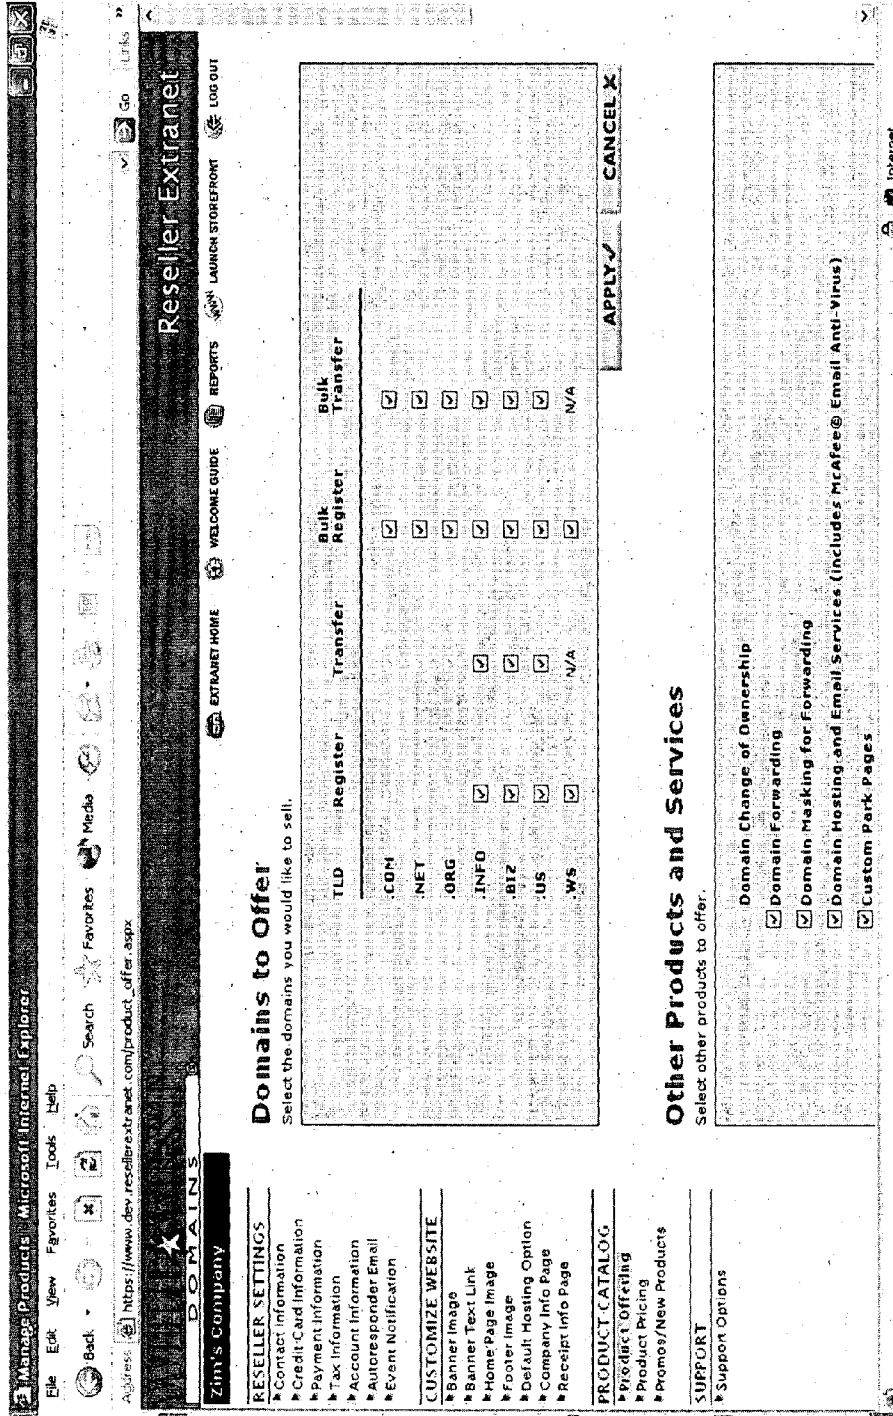 Manage Products - Microsoft Internet Explorer
File Edit View Favorites Tools Help
Back Search Favorites Media
Address https://www.dev.resellerextranet.com/product_offer.aspx Go Links »
DOMAINS
Reseller Extranet
Zim's Company
EXTRANET HOME WELCOME GUIDE REPORTS WWW LAUNCH STOREFRONT LOG OUT
RESELLER SETTINGS
Contact Information
Credit Card Information
Payment Information
Tax Information
Account Information
Autoresponder Email
Event Notification
CUSTOMIZE WEBSITE
Banner Image
Banner Text Link
Home Page Image
Footer Image
Default Hosting Option
Company Info Page
Receipt Info Page
PRODUCT CATALOG
Product Offering
Product Pricing
Promos/New Products
SUPPORT
Support Options
Domains to Offer
Select the domains you would like to sell.
TLD Register Transfer Bulk Register Bulk Transfer
.COM
.NET
.ORG
.INFO
.BIZ
.US
.WS N/A N/A
APPLY CANCEL
Other Products and Services
Select other products to offer.
Domain Change of Ownership
Domain Forwarding
Domain Masking for Forwarding
Domain Hosting and Email Services (includes McAfee® Email Anti-Virus)
Custom Park Pages
Internet